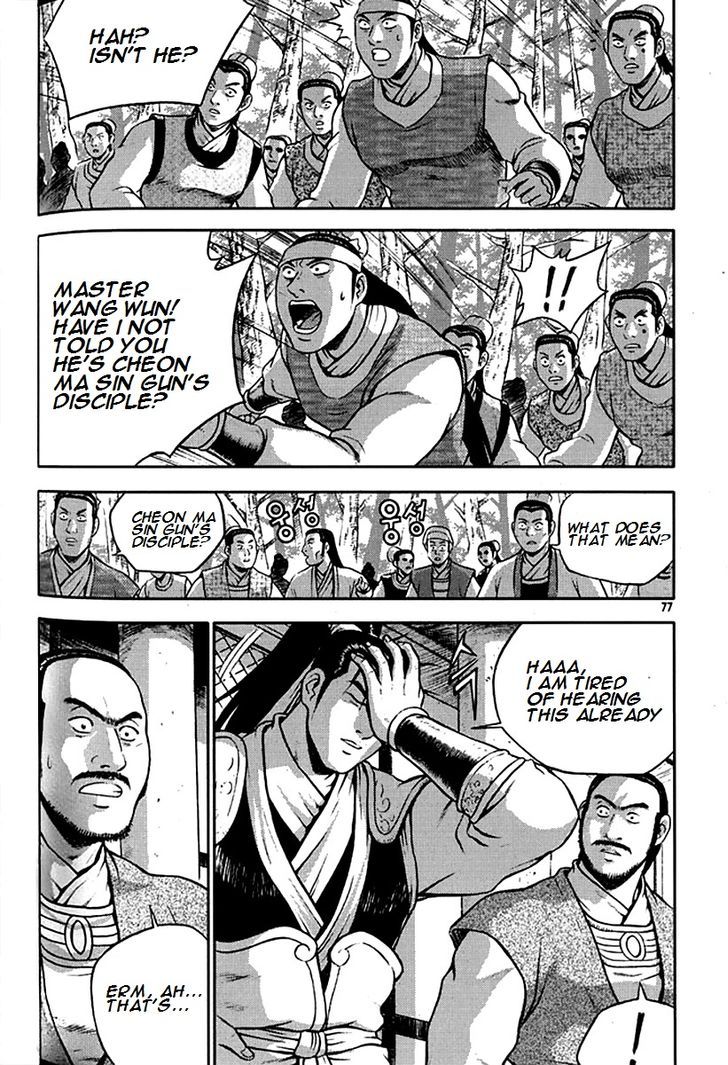 HAH?
ISN'T HE?
MASTER
WANG WUN!
HAVE I NOT
TOLD YOU
HE'S CHEON
MA SIN GUN'S
DISCIPLE?
!!
CHEON MA
SIN GUN'S
DISCIPLE?
웅성
웅성
WHAT DOES
THAT MEAN?
77
HAAA,
I AM TIRED
OF HEARING
THIS ALREADY
ERM, AH...
THAT'S...
!